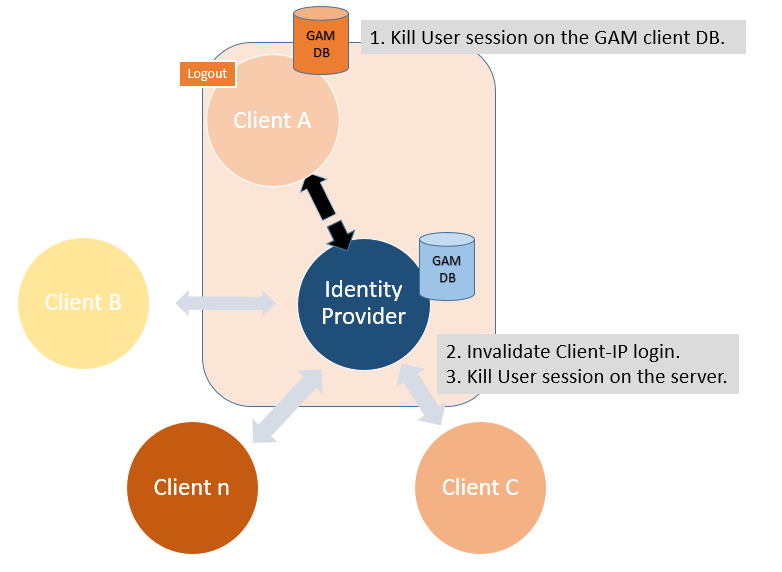 GAM
DB
1. Kill User session on the GAM client DB.
Logout
Client A
GAM
DB
Identity
Provider
Client B
2. Invalidate Client-IP login.
3. Kill User session on the server.
Client n
Client C